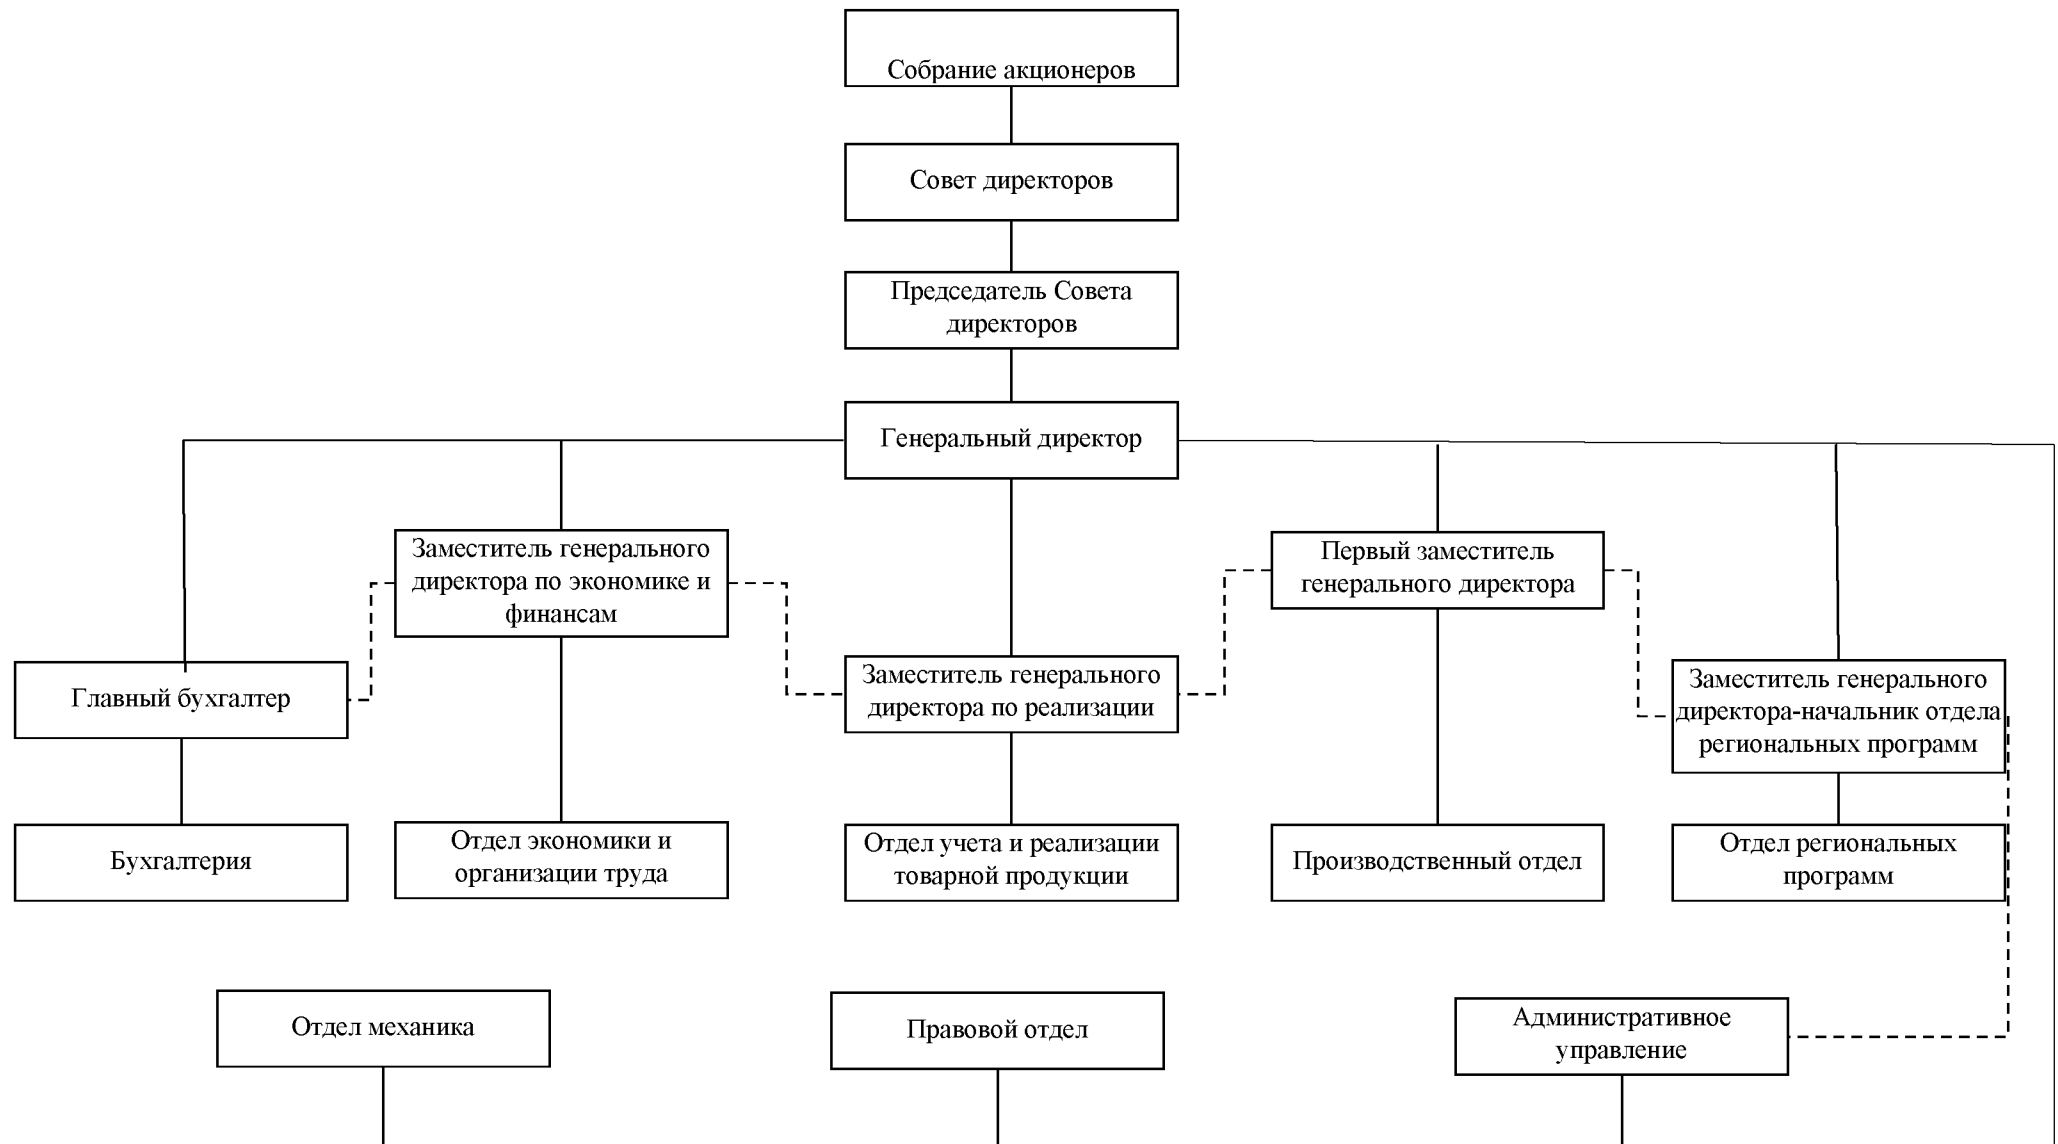 Собрание акционеров
Совет директоров
Председатель Совета
директоров
Генеральный директор
Заместитель генерального
директора по экономике и
финансам
Первый заместитель
генерального директора
Главный бухгалтер
Заместитель генерального
директора по реализации
Заместитель генерального
директора-начальник отдела
региональных программ
Бухгалтерия
Отдел экономики и
организации труда
Отдел учета и реализации
товарной продукции
Производственный отдел
Отдел региональных
программ
Отдел механика
Правовой отдел
Административное
управление